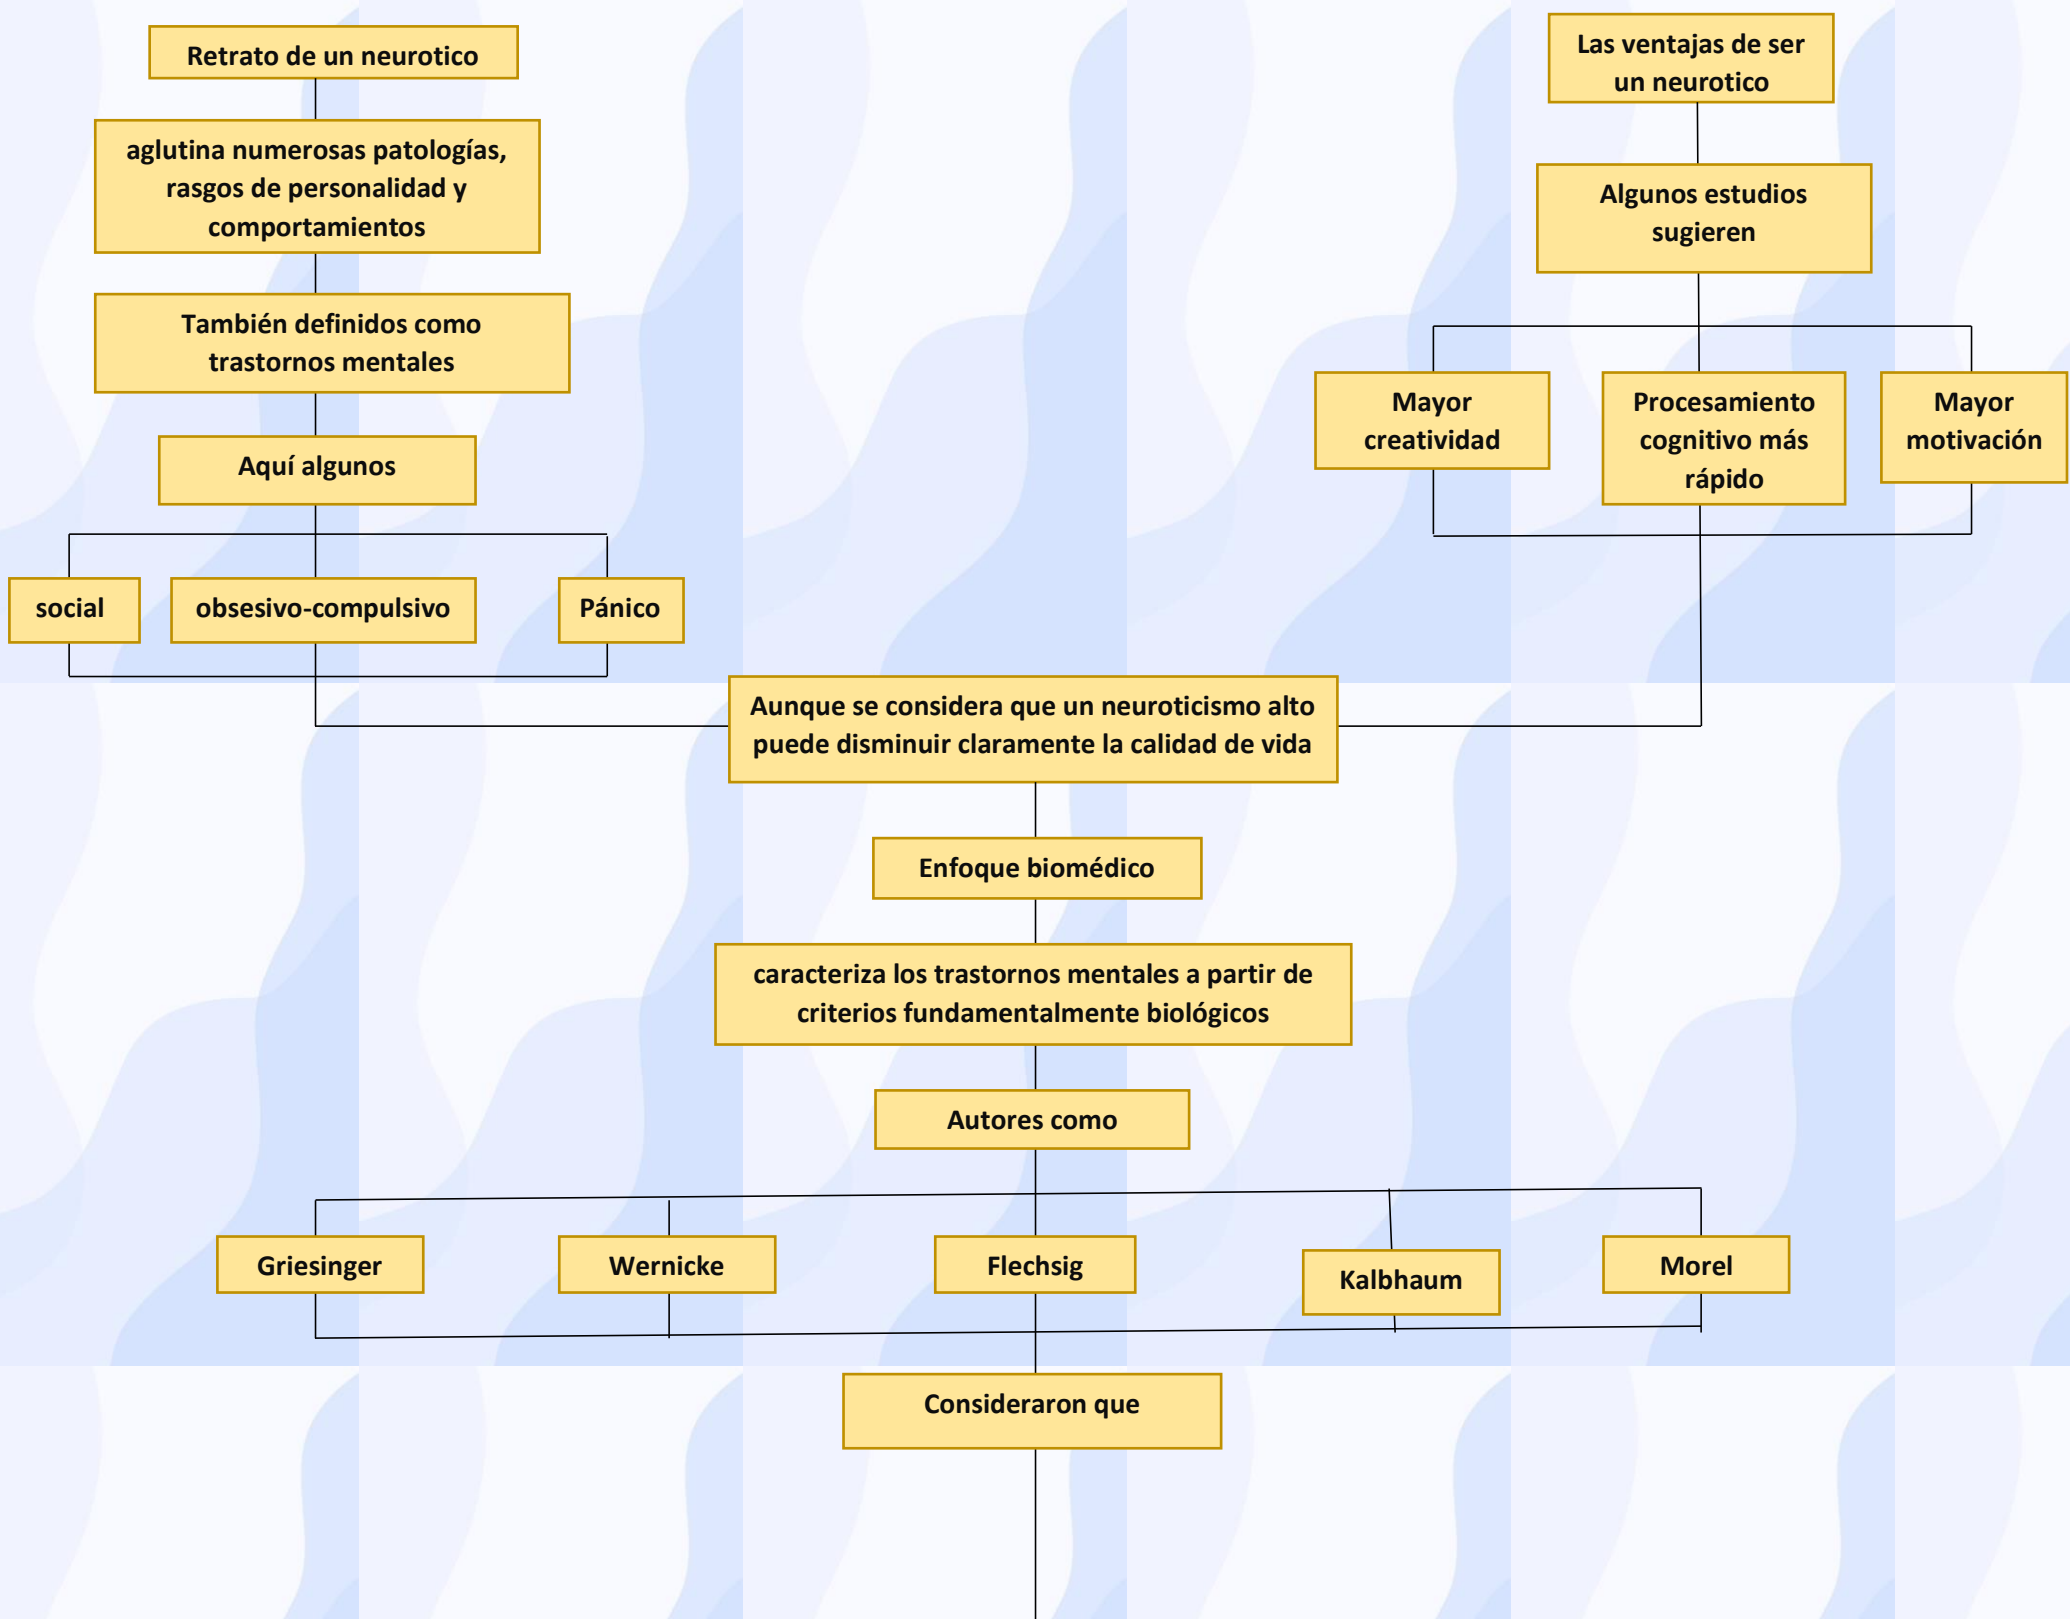 Retrato de un neurotico
aglutina numerosas patologías,
rasgos de personalidad y
comportamientos
También definidos como
trastornos mentales
Aquí algunos
social
obsesivo-compulsivo
Pánico
Las ventajas de ser
un neurotico
Algunos estudios
sugieren
Mayor
creatividad
Procesamiento
cognitivo más
rápido
Mayor
motivación
Aunque se considera que un neuroticismo alto
puede disminuir claramente la calidad de vida
Enfoque biomédico
caracteriza los trastornos mentales a partir de
criterios fundamentalmente biológicos
Autores como
Griesinger
Wernicke
Flechsig
Kalbhaum
Morel
Consideraron que